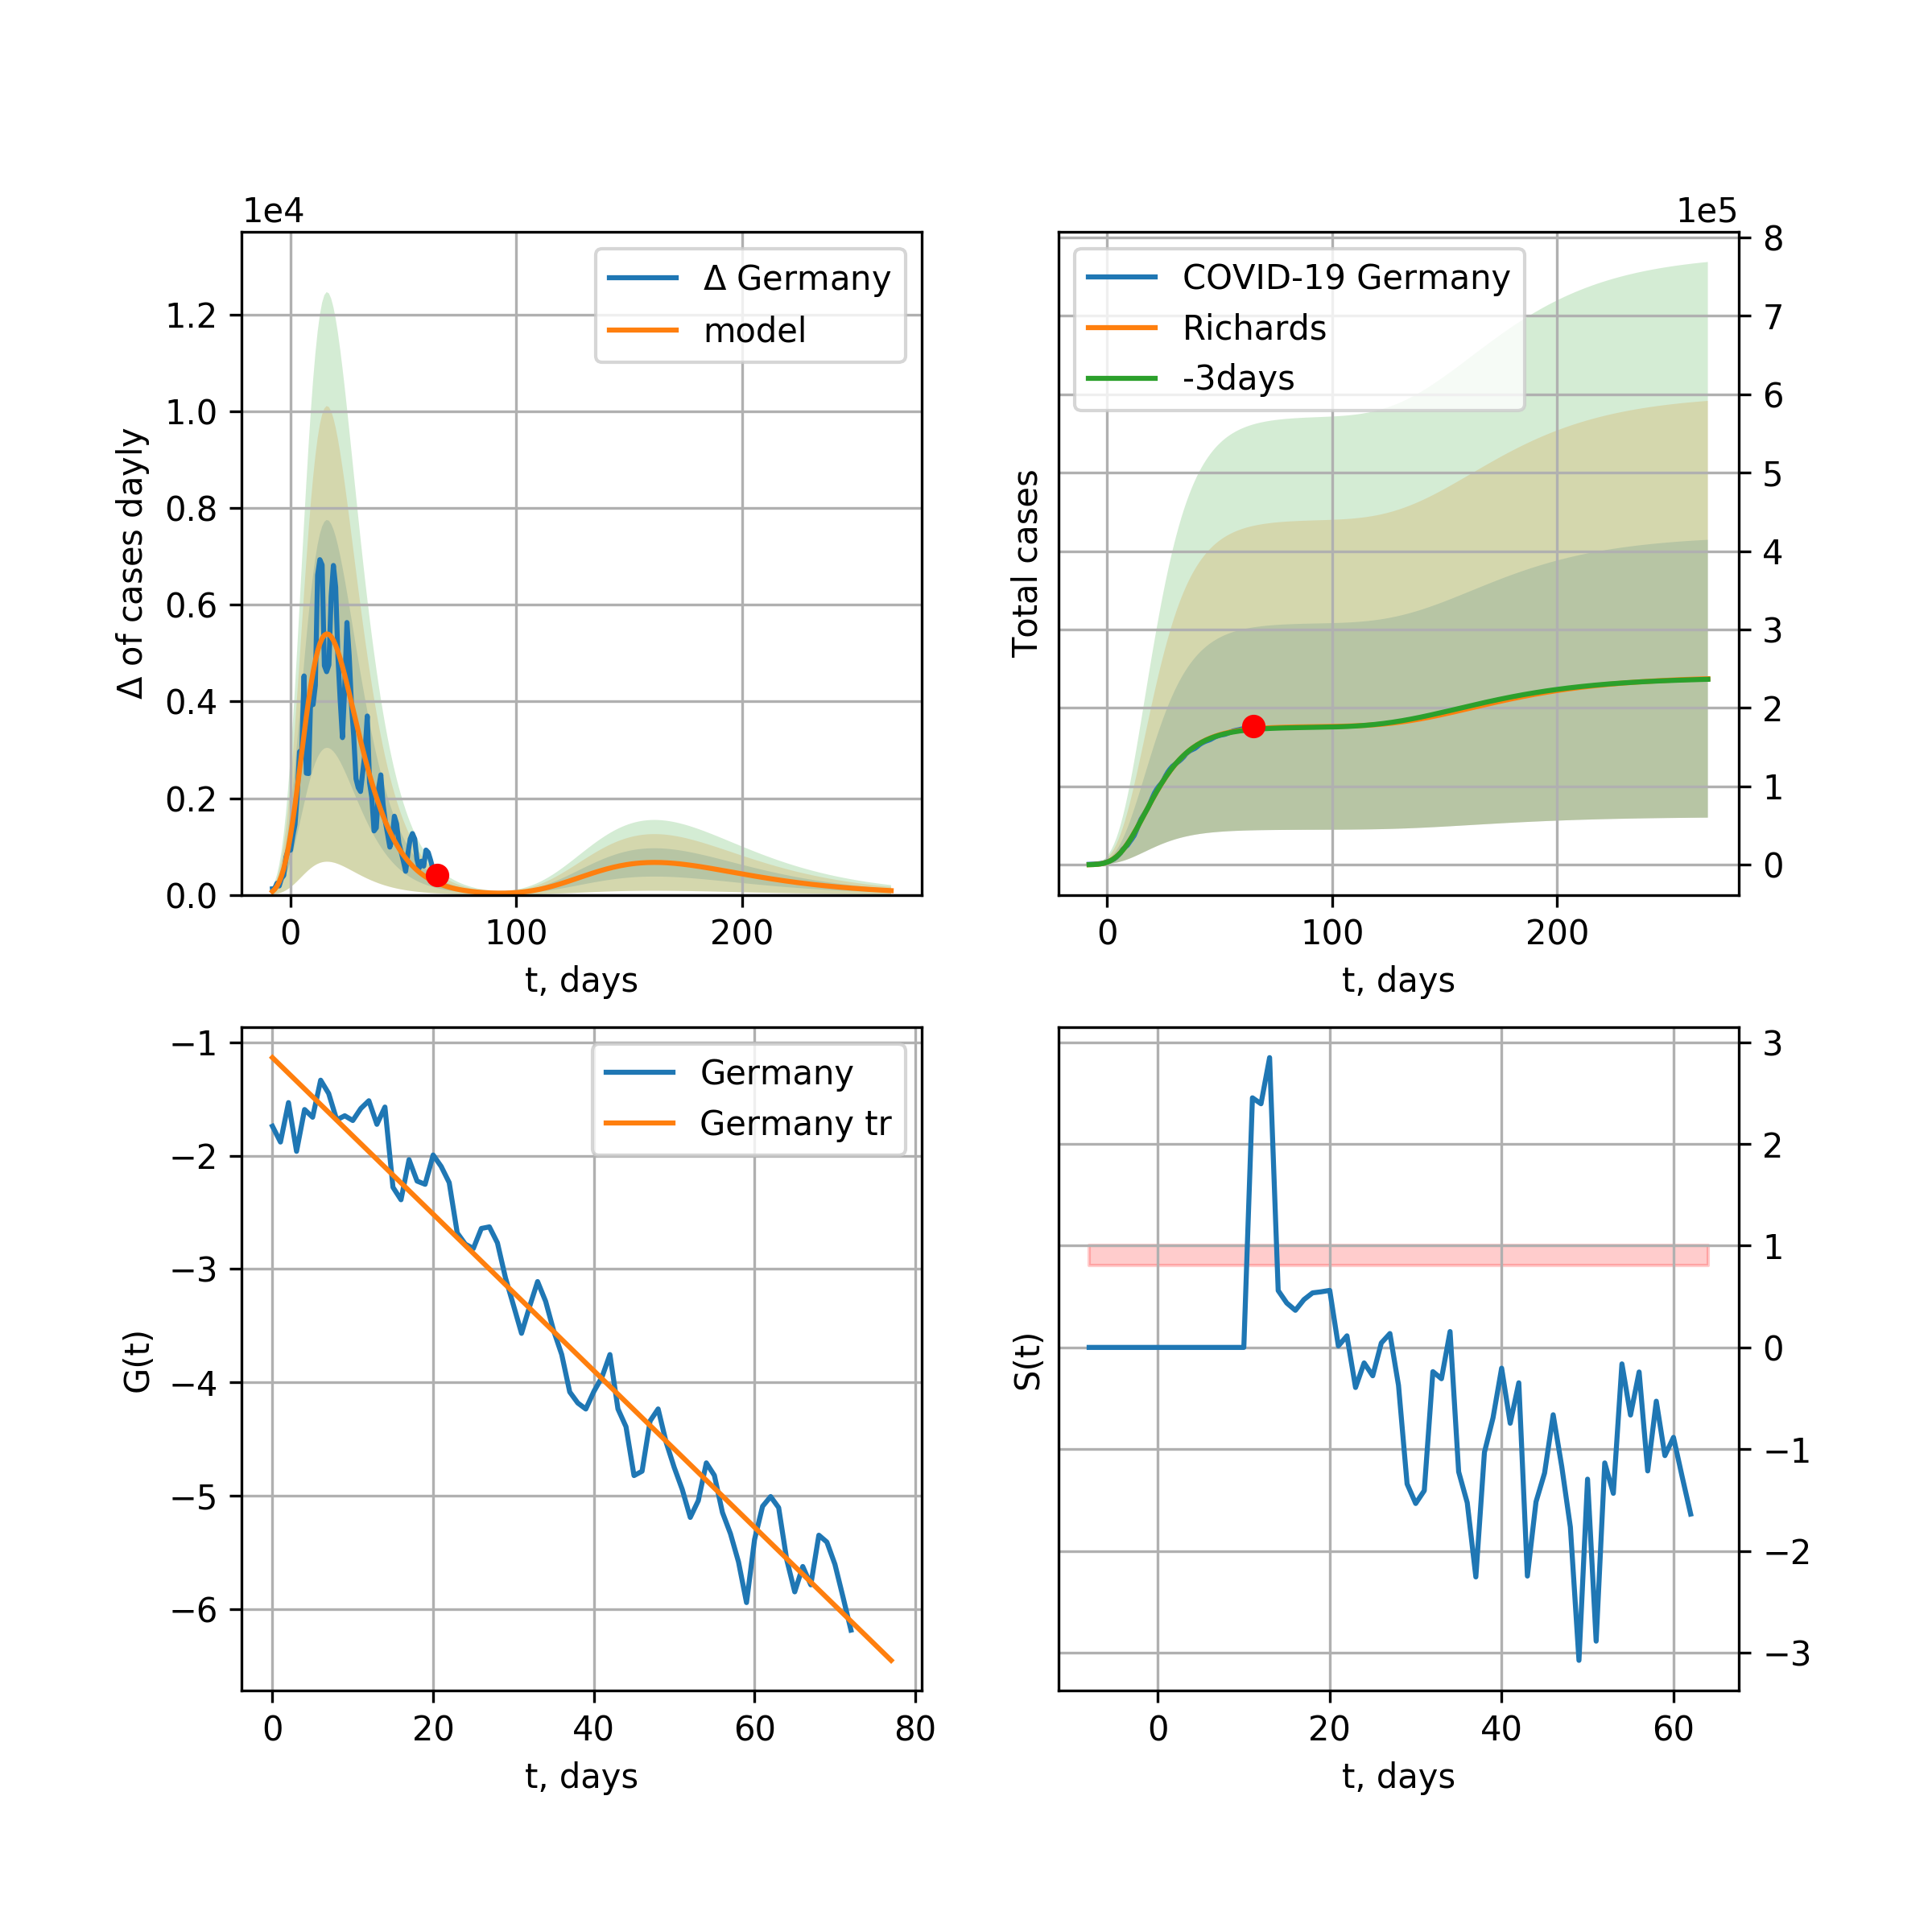 1e4
Δ of cases dayly
1.2
1.0
0.8
0.6
0.4
0.2
0.0
0 100 200
t, days
Δ Germany
model
1e5
Total cases
8
7
6
5
4
3
2
1
0
0 100 200
t, days
COVID-19 Germany
Richards
-3days
G(t)
−1
−2
−3
−4
−5
−6
0 20 40 60 80
t, days
Germany
Germany tr
S(t)
3
2
1
0
−1
−2
−3
0 20 40 60
t, days